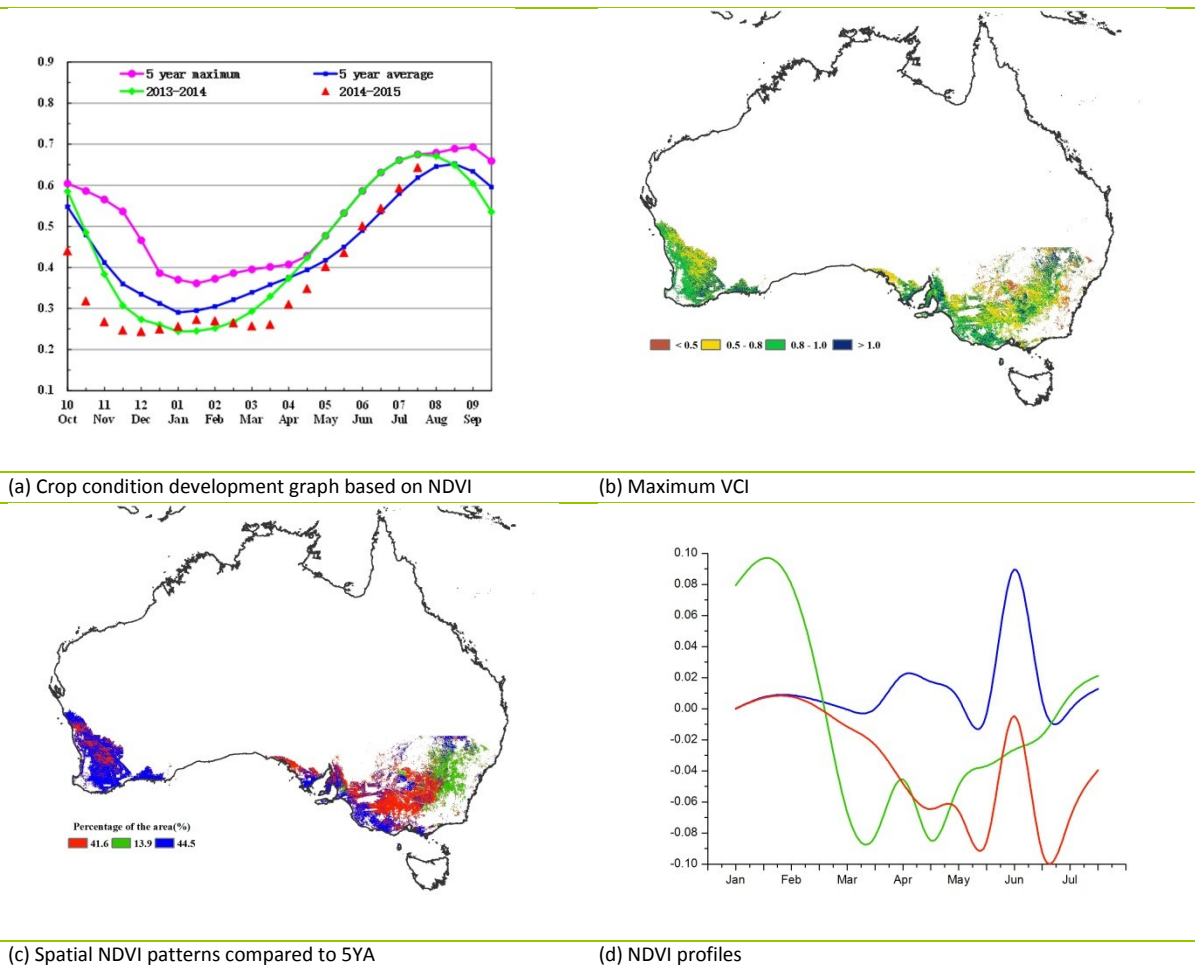 0.9
5 year maximum 5 year average
2013-2014 2014-2015
0.8
0.7
0.6
0.5
0.4
0.3
0.2
0.1
10 11 12 01 02 03 04 05 06 07 08 09
Oct Nov Dec Jan Feb Mar Apr May Jun Jul Aug Sep
< 0.5 0.5 - 0.8 0.8 - 1.0 > 1.0
(a) Crop condition development graph based on NDVI
(b) Maximum VCI
Percentage of the area(%)
41.6 13.9 44.5
0.10
0.08
0.06
0.04
0.02
0.00
-0.02
-0.04
-0.06
-0.08
-0.10
Jan Feb Mar Apr May Jun Jul
(c) Spatial NDVI patterns compared to 5YA
(d) NDVI profiles